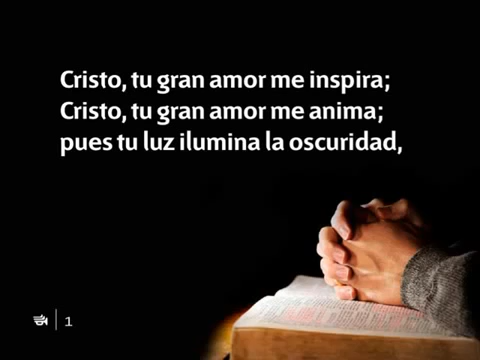 Cristo, tu gran amor me inspira;
Cristo, tu gran amor me anima;
pues tu luz ilumina la oscuridad,
1